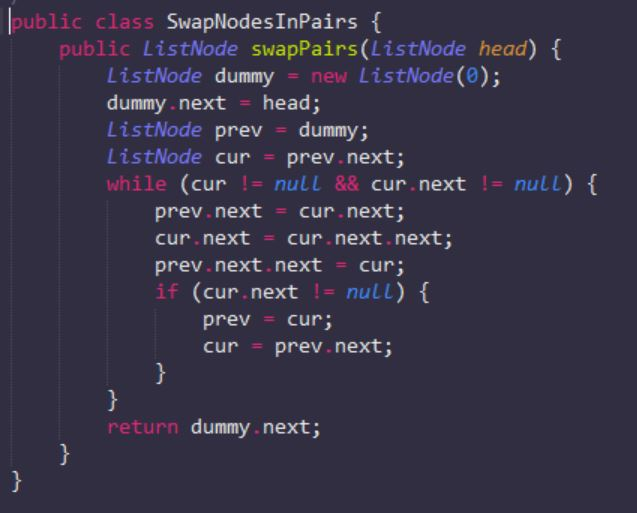 public class SwapNodesInPairs {
    public ListNode swapPairs(ListNode head) {
        ListNode dummy = new ListNode(0);
        dummy.next = head;
        ListNode prev = dummy;
        ListNode cur = prev.next;
        while (cur != null && cur.next != null) {
            prev.next = cur.next;
            cur.next = cur.next.next;
            prev.next.next = cur;
            if (cur.next != null) {
                prev = cur;
                cur = prev.next;
            }
        }
        return dummy.next;
    }
}